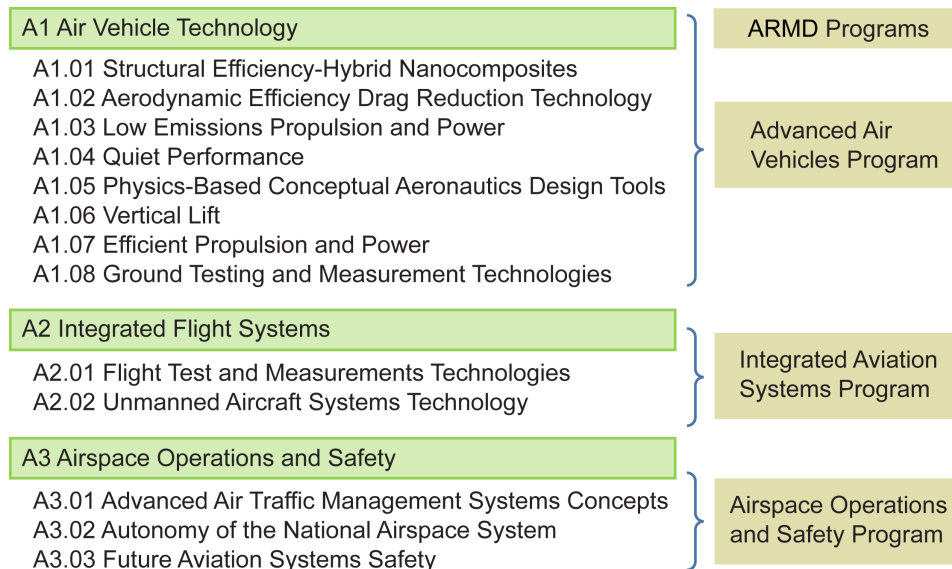 A1 Air Vehicle Technology
A1.01 Structural Efficiency-Hybrid Nanocomposites
A1.02 Aerodynamic Efficiency Drag Reduction Technology
A1.03 Low Emissions Propulsion and Power
A1.04 Quiet Performance
A1.05 Physics-Based Conceptual Aeronautics Design Tools
A1.06 Vertical Lift
A1.07 Efficient Propulsion and Power
A1.08 Ground Testing and Measurement Technologies
ARMD Programs
Advanced Air
Vehicles Program
A2 Integrated Flight Systems
A2.01 Flight Test and Measurements Technologies
A2.02 Unmanned Aircraft Systems Technology
Integrated Aviation
Systems Program
A3 Airspace Operations and Safety
A3.01 Advanced Air Traffic Management Systems Concepts
A3.02 Autonomy of the National Airspace System
A3.03 Future Aviation Systems Safety
Airspace Operations
and Safety Program